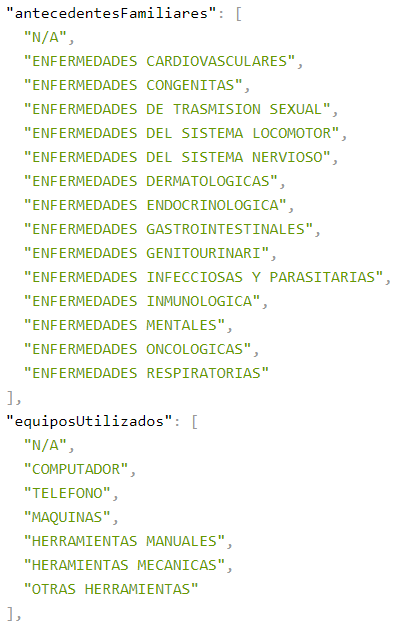 "antecedentesFamiliares": [
"N/A",
"ENFERMEDADES CARDIOVASCULARES",
"ENFERMEDADES CONGENITAS",
"ENFERMEDADES DE TRASMISION SEXUAL",
"ENFERMEDADES DEL SISTEMA LOCOMOTOR",
"ENFERMEDADES DEL SISTEMA NERVIOSO",
"ENFERMEDADES DERMATOLOGICAS",
"ENFERMEDADES ENDOCRINOLOGICA",
"ENFERMEDADES GASTROINTESTINALES",
"ENFERMEDADES GENITOURINARI",
"ENFERMEDADES INFECCIOSAS Y PARASITARIAS",
"ENFERMEDADES INMUNOLOGICA",
"ENFERMEDADES MENTALES",
"ENFERMEDADES ONCOLOGICAS",
"ENFERMEDADES RESPIRATORIAS"
],
"equiposUtilizados": [
"N/A",
"COMPUTADOR",
"TELEFONO",
"MAQUINAS",
"HERRAMIENTAS MANUALES",
"HERAMIENTAS MECANICAS",
"OTRAS HERRAMIENTAS"
],